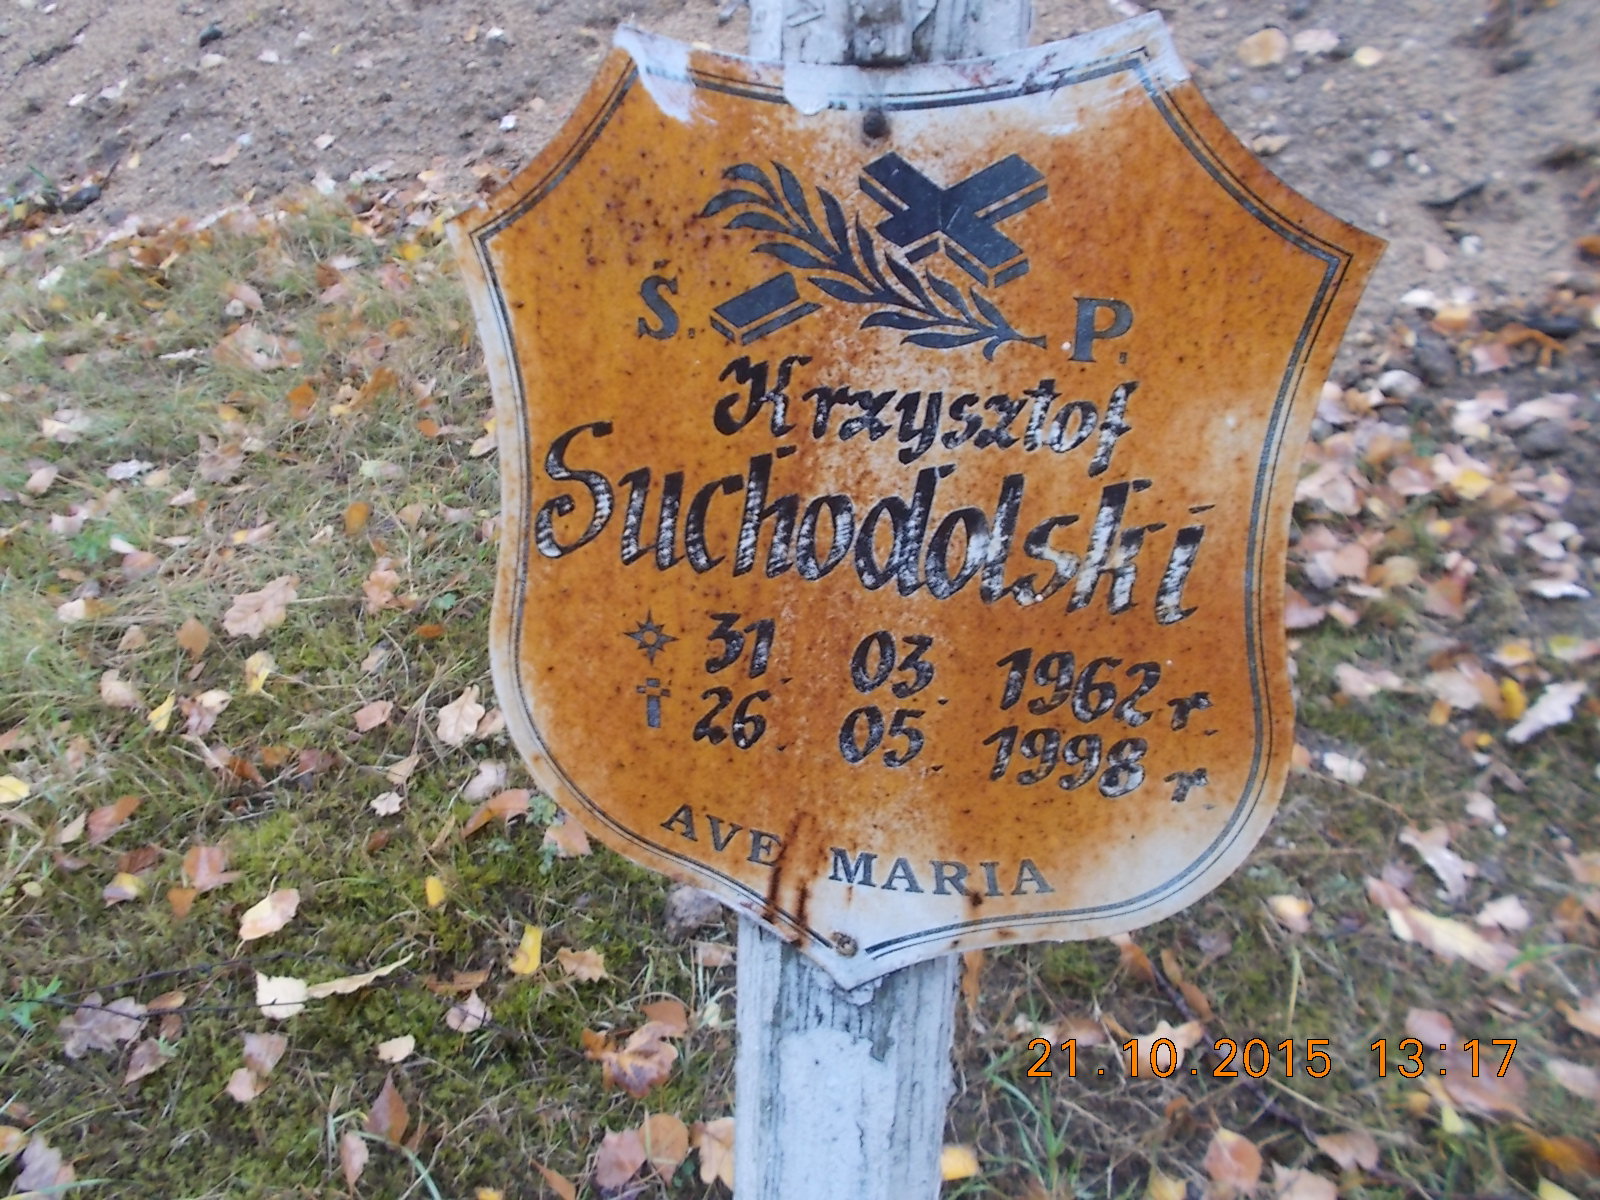 Ś. P.
Krzysztof
Suchodolski
31. 03. 1962 r.
26. 05. 1998 r.
AVE MARIA
21.10.2015 13:17